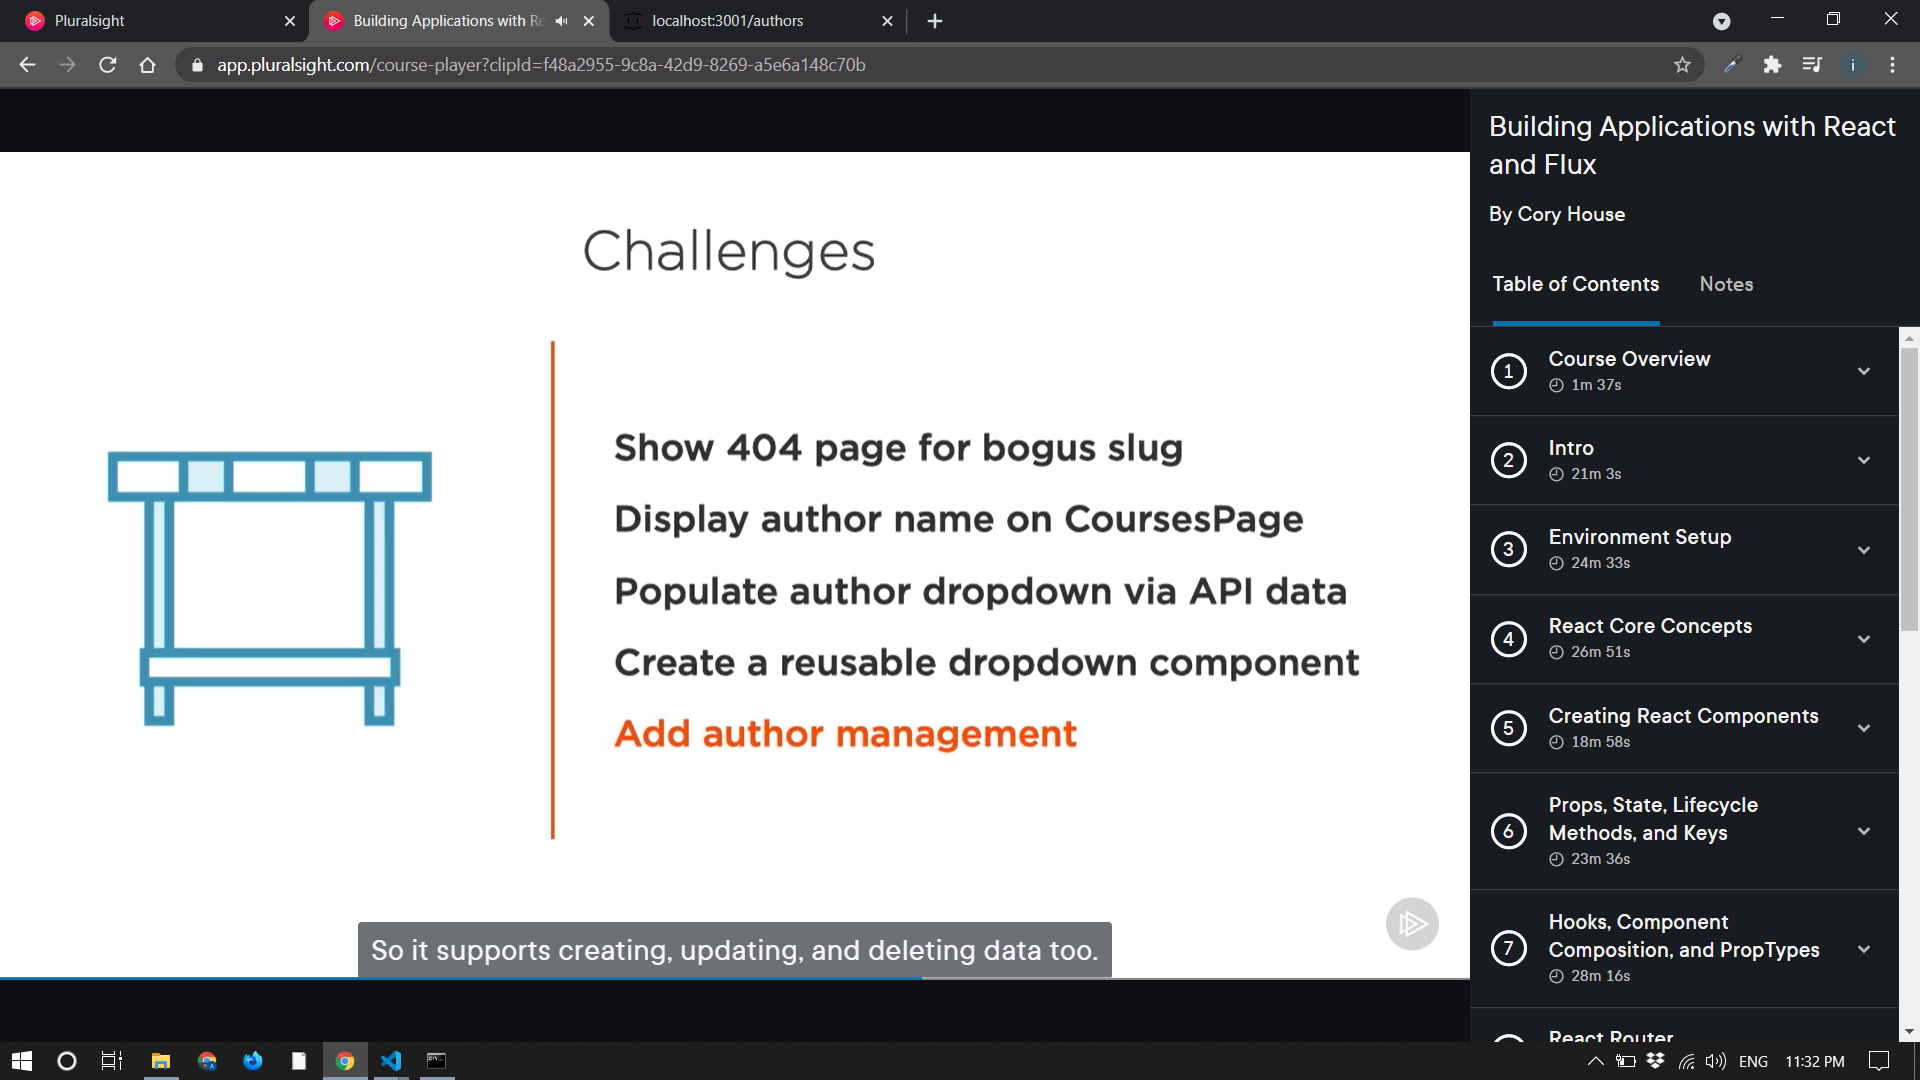 Pluralsight
Building Applications with Re
localhost:3001/authors
app.pluralsight.com/course-player?clipId=f48a2955-9c8a-42d9-8269-a5e6a148c70b
i
Challenges
Show 404 page for bogus slug
Display author name on CoursesPage
Populate author dropdown via API data
Create a reusable dropdown component
Add author management
So it supports creating, updating, and deleting data too.
Building Applications with React
and Flux
By Cory House
Table of Contents
Notes
1
Course Overview
1m 37s
2
Intro
21m 3s
3
Environment Setup
24m 33s
4
React Core Concepts
26m 51s
5
Creating React Components
18m 58s
6
Props, State, Lifecycle
Methods, and Keys
23m 36s
7
Hooks, Component
Composition, and PropTypes
28m 16s
React Router
ENG
11:32 PM